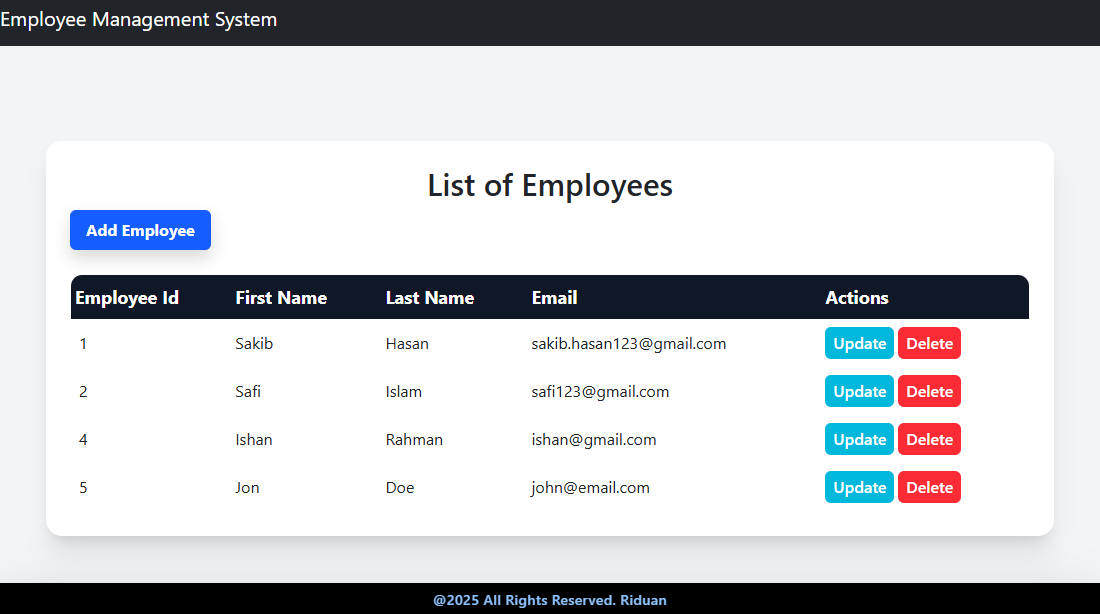 Employee Management System
List of Employees
Add Employee
Employee Id First Name Last Name Email Actions
1 Sakib Hasan sakib.hasan123@gmail.com Update Delete
2 Safi Islam safi123@gmail.com Update Delete
4 Ishan Rahman ishan@gmail.com Update Delete
5 Jon Doe john@email.com Update Delete
@2025 All Rights Reserved. Riduan